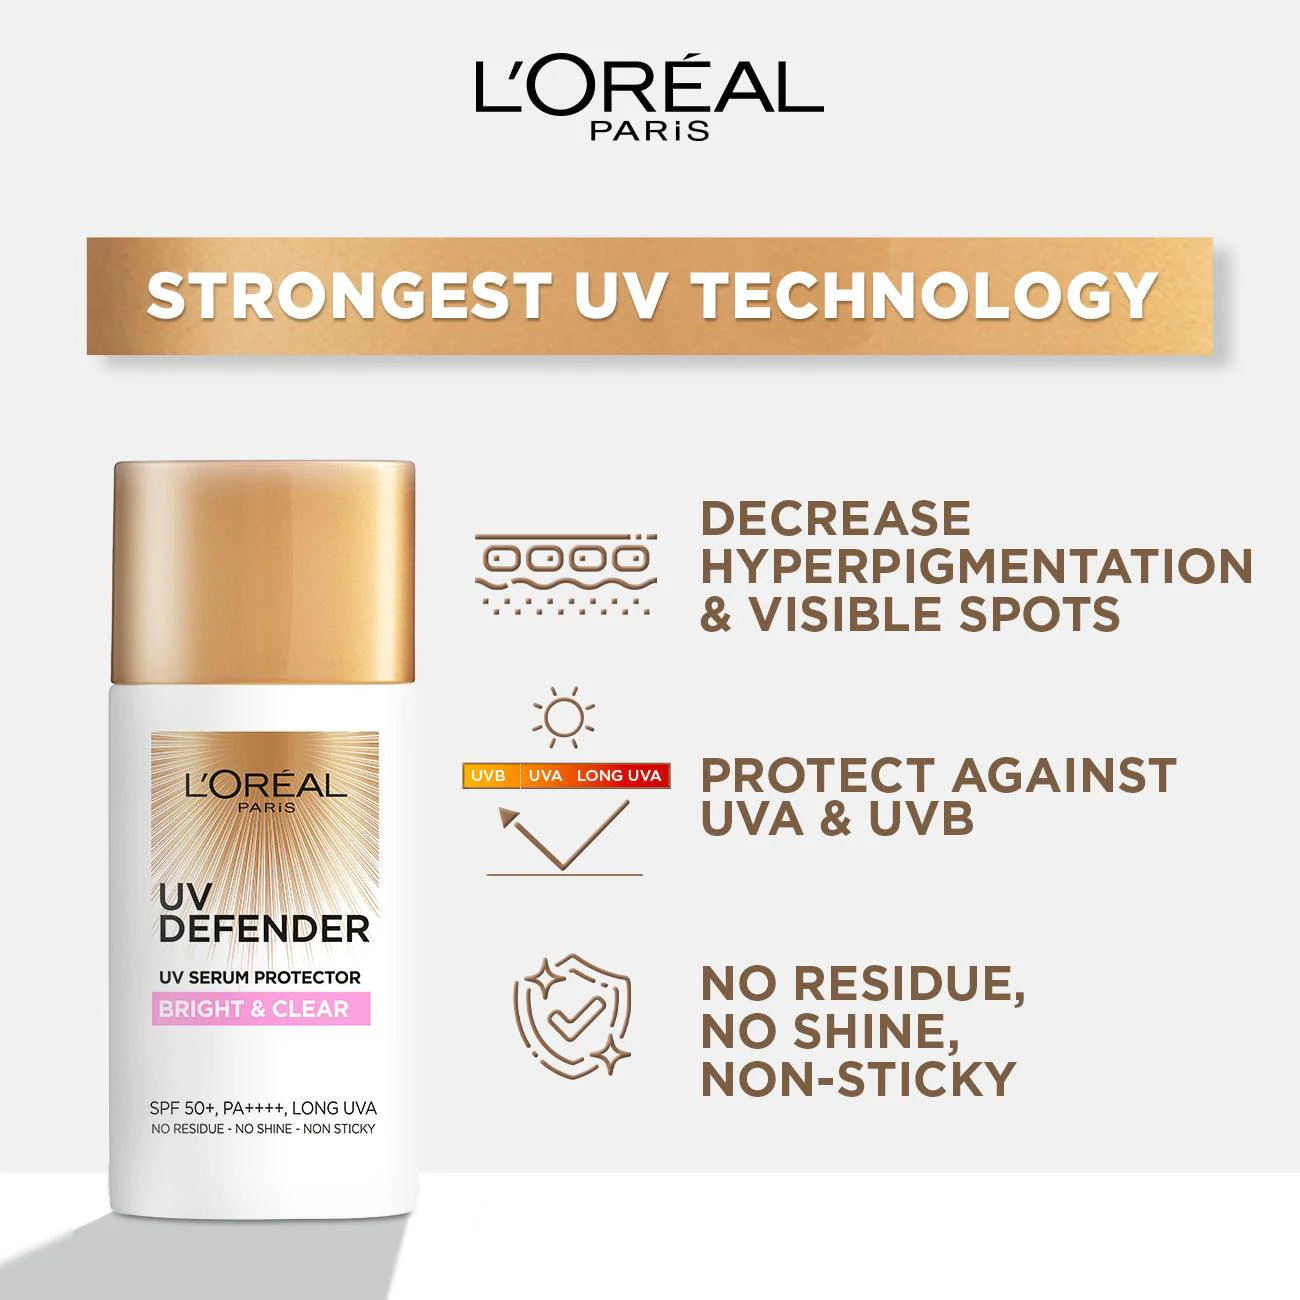 L'ORÉAL
PARiS
STRONGEST UV TECHNOLOGY
DECREASE
HYPERPIGMENTATION
& VISIBLE SPOTS
UVB UVA LONG UVA
PROTECT AGAINST
UVA & UVB
NO RESIDUE,
NO SHINE,
NON-STICKY
L'ORÉAL
PARiS
UV
DEFENDER
UV SERUM PROTECTOR
BRIGHT & CLEAR
SPF 50+, PA++++, LONG UVA
NO RESIDUE - NO SHINE - NON STICKY